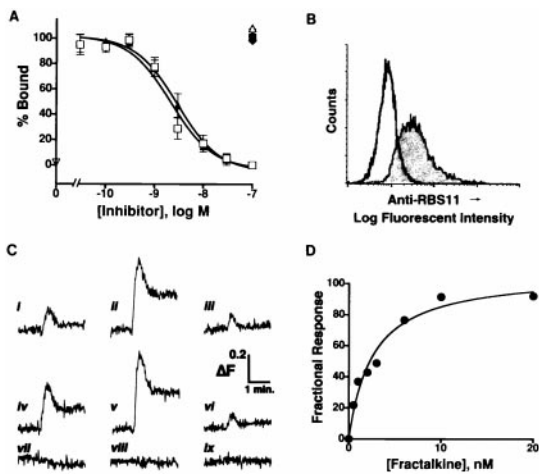 A
100
80
60
40
20
0
% Bound
0
-10
-9
-8
-7
[Inhibitor], log M
B
Counts
Anti-RBS11 →
Log Fluorescent Intensity
C
i
ii
iii
iv
v
vi
0.2
ΔF
1 min.
vii
viii
ix
D
100
80
60
40
20
0
Fractional Response
0
10
20
[Fractalkine], nM